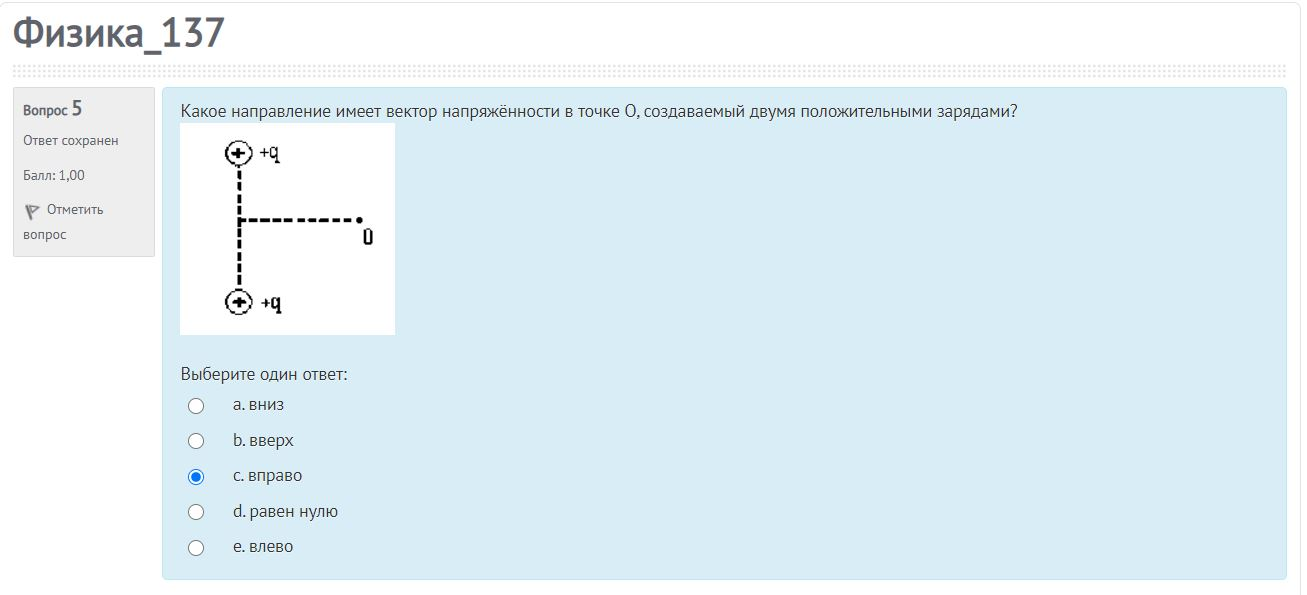 Физика_137
Вопрос 5
Ответ сохранен
Балл: 1,00
Отметить
вопрос
Какое направление имеет вектор напряжённости в точке О, создаваемый двумя положительными зарядами?
+q
0
+q
Выберите один ответ:
a. вниз
b. вверх
c. вправо
d. равен нулю
e. влево